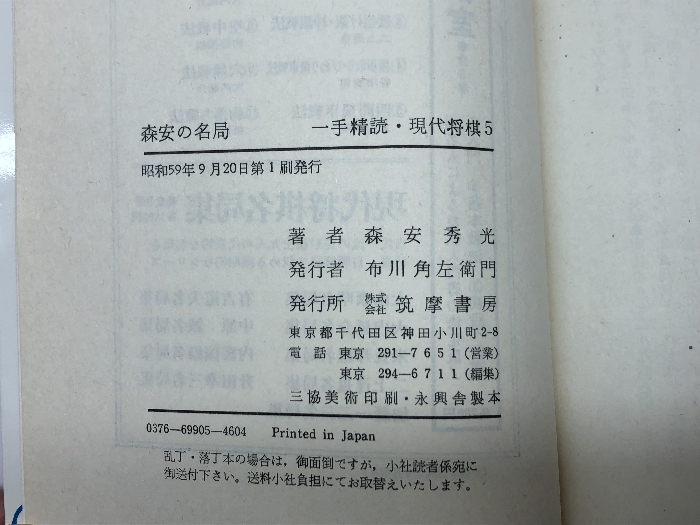 森安の名局　一手精読・現代将棋5
昭和59年9月20日第1刷発行
著者　森安秀光
発行者　布川角左衛門
発行所　株式会社 筑摩書房
東京都千代田区神田小川町2-8
電話　東京　291—7651（営業）
東京　294—6711（編集）
三協美術印刷・永興舎製本
0376—69905—4604　Printed in Japan
乱丁・落丁本の場合は，御面倒ですが，小社読者係宛に
御送付下さい。送料小社負担にてお取替えいたします。